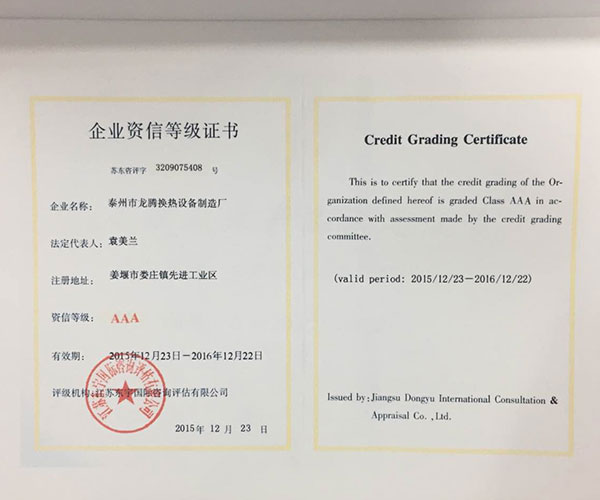 企业资信等级证书
苏东咨评字 3209075408 号
企业名称： 泰州市龙腾换热设备制造厂
法定代表人：袁美兰
注册地址： 姜堰市娄庄镇先进工业区
资信等级： AAA
有效期： 2015年12月23日－2016年12月22日
评级机构：江苏东宇国际咨询评估有限公司
2015年 12 月 23 日
Credit Grading Certificate
This is to certify that the credit grading of the Or-
ganization defined hereof is graded Class AAA in ac-
cordance with assessment made by the credit grading
committee.
(valid period: 2015/12/23－2016/12/22)
Issued by: Jiangsu Dongyu International Consultation &
Appraisal Co. ,Ltd.